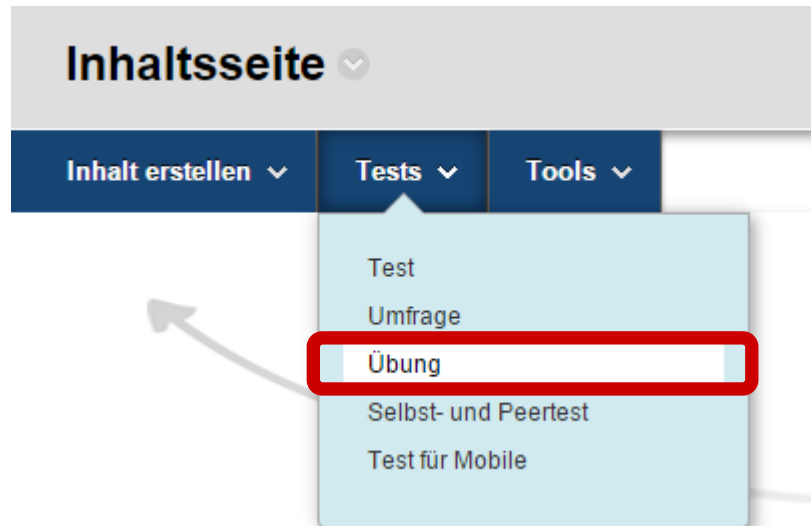 Inhaltsseite
Inhalt erstellen Tests Tools
Test
Umfrage
Übung
Selbst- und Peertest
Test für Mobile